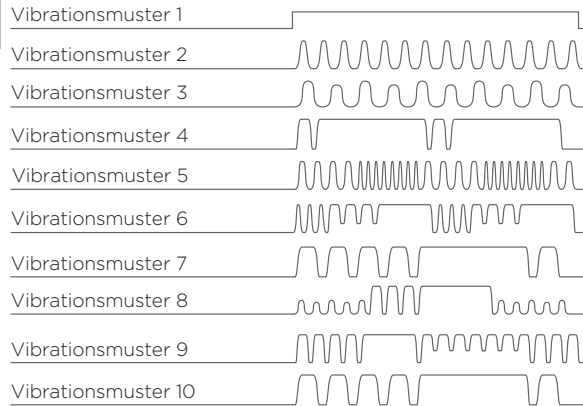 Vibrationsmuster 1
Vibrationsmuster 2
Vibrationsmuster 3
Vibrationsmuster 4
Vibrationsmuster 5
Vibrationsmuster 6
Vibrationsmuster 7
Vibrationsmuster 8
Vibrationsmuster 9
Vibrationsmuster 10